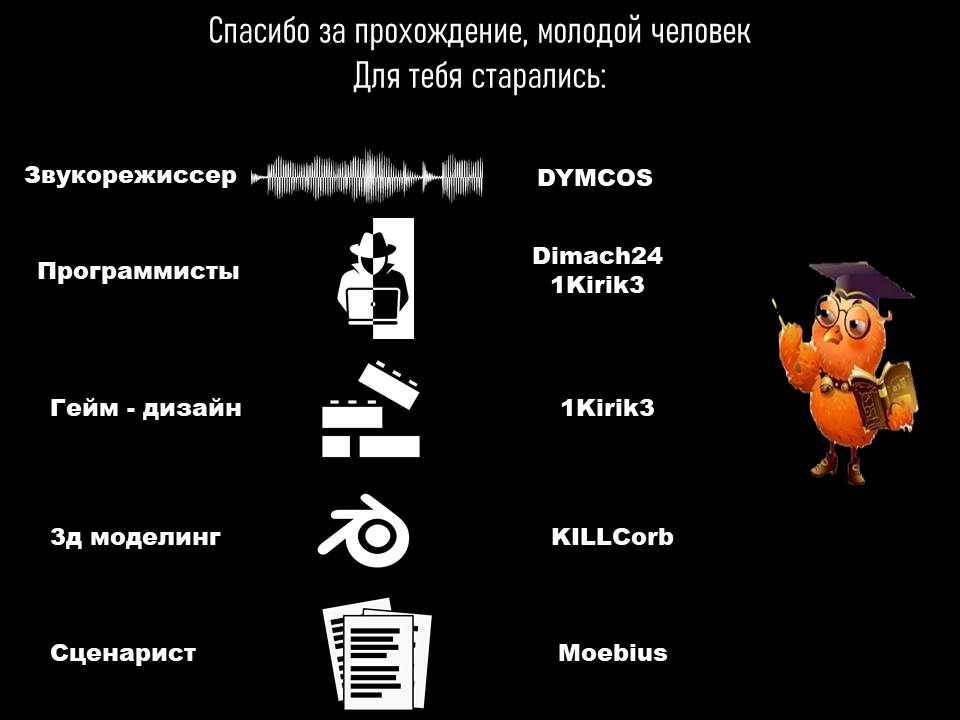 Спасибо за прохождение, молодой человек
Для тебя старались:
Звукорежиссер DYMCOS
Программисты Dimach24
1Kirik3
Гейм - дизайн 1Kirik3
3д моделинг KILLCorb
Сценарист Moebius